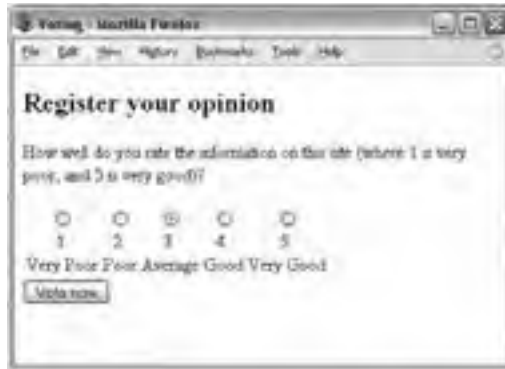 Voting - Mozilla Firefox
File Edit View History Bookmarks Tools Help
Register your opinion
How well do you rate the information on this site (where 1 is very
poor, and 5 is very good)?
1 2 3 4 5
Very Poor Poor Average Good Very Good
Vote now